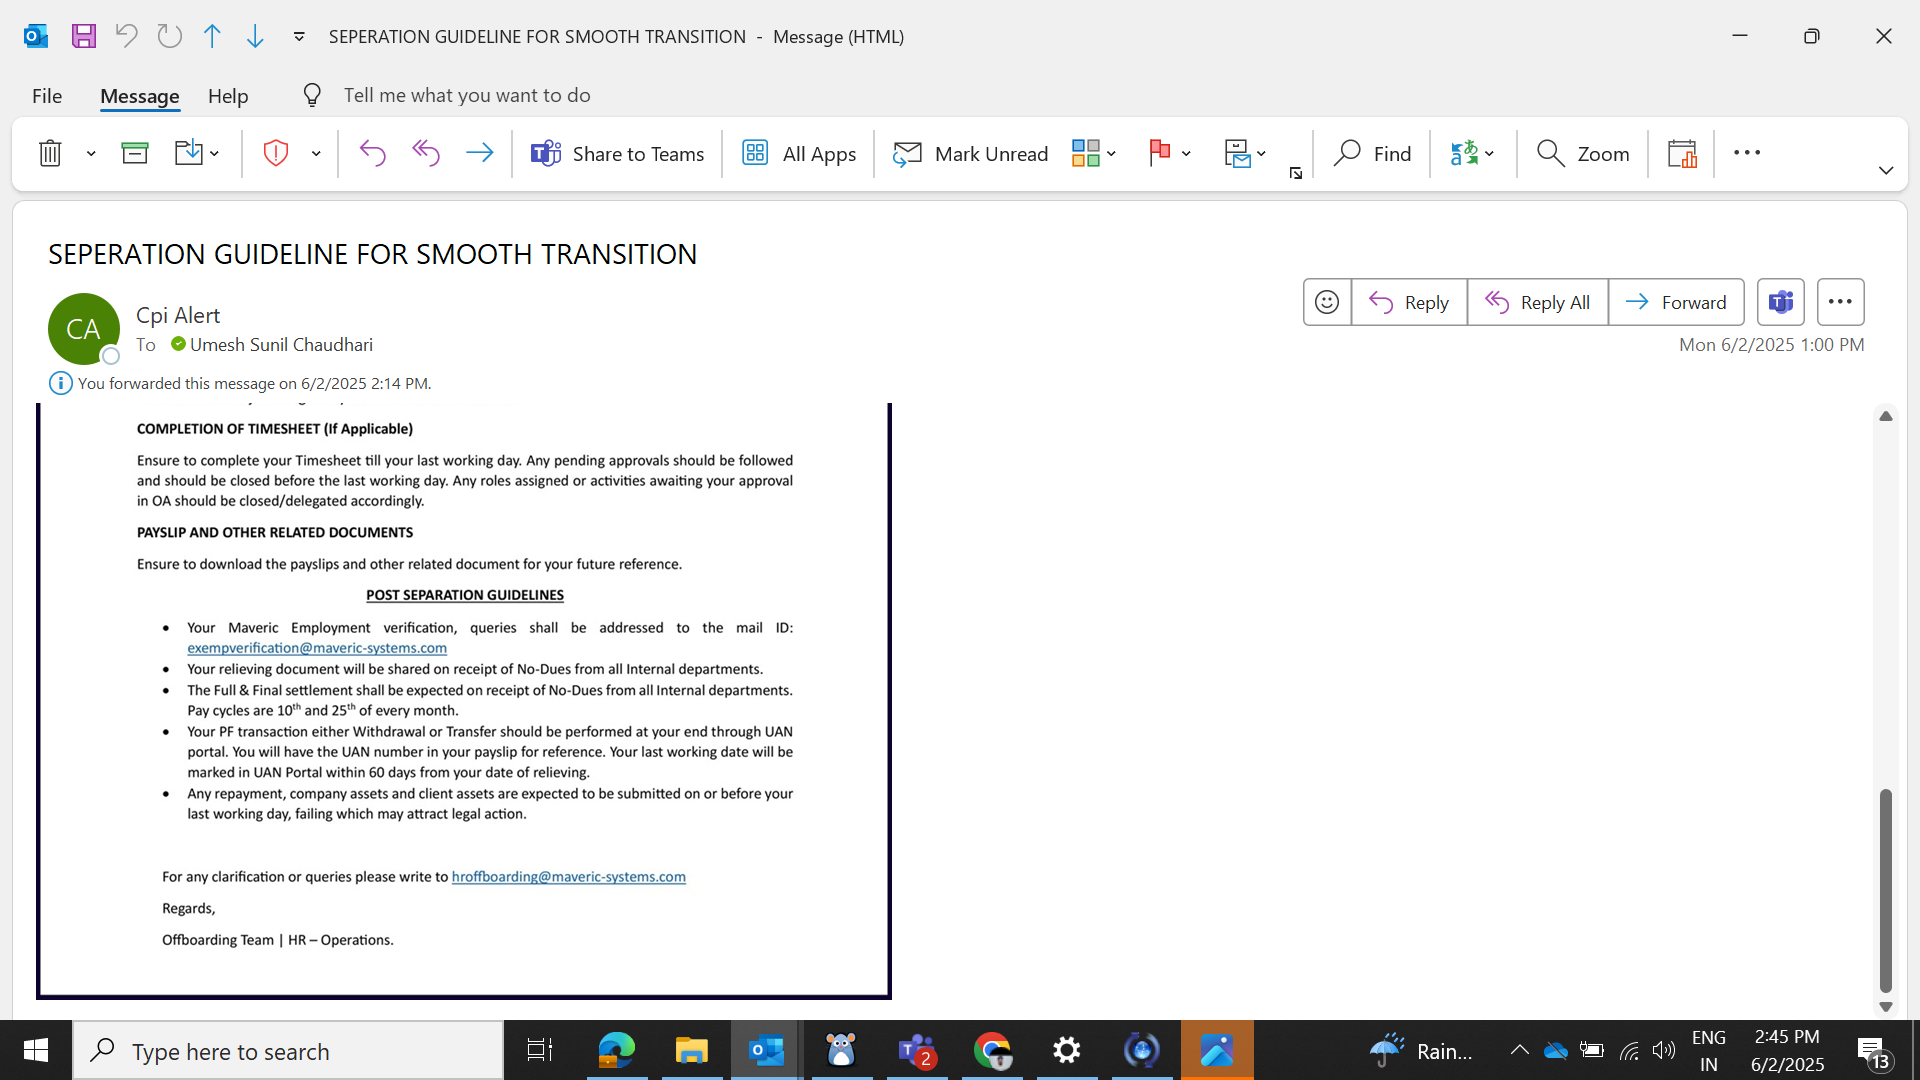 SEPERATION GUIDELINE FOR SMOOTH TRANSITION - Message (HTML)
File Message Help Tell me what you want to do
Share to Teams All Apps Mark Unread Find Zoom
SEPERATION GUIDELINE FOR SMOOTH TRANSITION
CA
Cpi Alert
To Umesh Sunil Chaudhari
Reply Reply All Forward
Mon 6/2/2025 1:00 PM
You forwarded this message on 6/2/2025 2:14 PM.
COMPLETION OF TIMESHEET (If Applicable)
Ensure to complete your Timesheet till your last working day. Any pending approvals should be followed
and should be closed before the last working day. Any roles assigned or activities awaiting your approval
in OA should be closed/delegated accordingly.
PAYSLIP AND OTHER RELATED DOCUMENTS
Ensure to download the payslips and other related document for your future reference.
POST SEPARATION GUIDELINES
• Your Maveric Employment verification, queries shall be addressed to the mail ID:
exempverification@maveric-systems.com
• Your relieving document will be shared on receipt of No-Dues from all Internal departments.
• The Full & Final settlement shall be expected on receipt of No-Dues from all Internal departments.
Pay cycles are 10th and 25th of every month.
• Your PF transaction either Withdrawal or Transfer should be performed at your end through UAN
portal. You will have the UAN number in your payslip for reference. Your last working date will be
marked in UAN Portal within 60 days from your date of relieving.
• Any repayment, company assets and client assets are expected to be submitted on or before your
last working day, failing which may attract legal action.
For any clarification or queries please write to hroffboarding@maveric-systems.com
Regards,
Offboarding Team | HR – Operations.
Type here to search
2
Rain...
ENG
IN
2:45 PM
6/2/2025
13